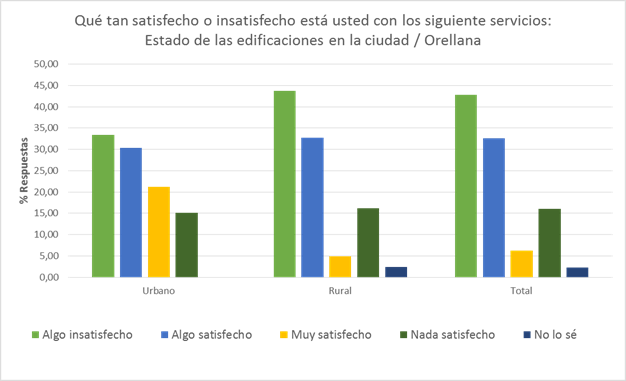 Qué tan satisfecho o insatisfecho está usted con los siguiente servicios:
Estado de las edificaciones en la ciudad / Orellana
50,00
45,00
40,00
35,00
30,00
25,00
20,00
15,00
10,00
5,00
0,00
% Respuestas
Urbano
Rural
Total
Algo insatisfecho
Algo satisfecho
Muy satisfecho
Nada satisfecho
No lo sé